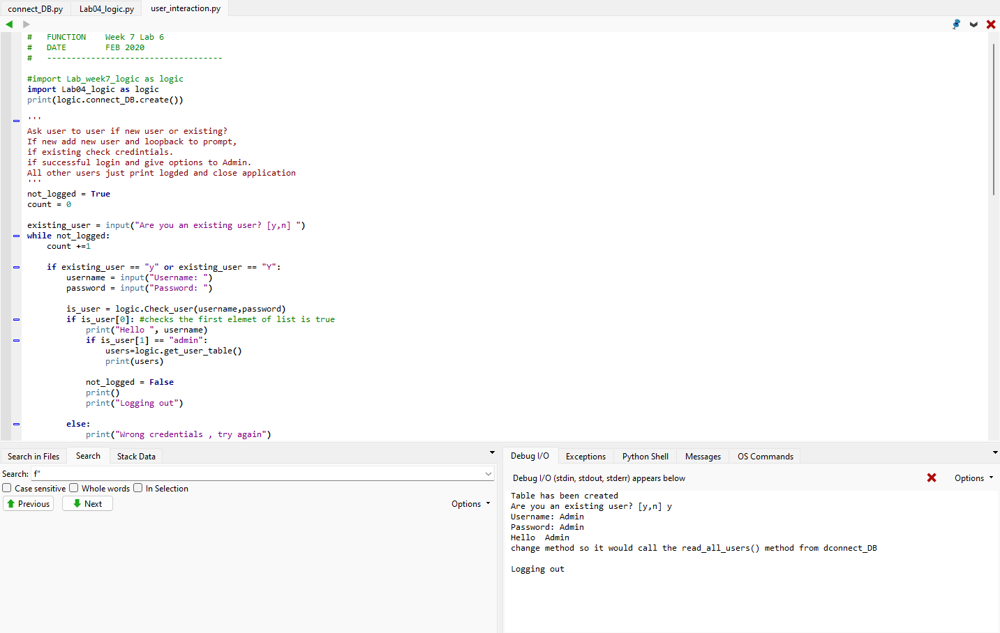 connect_DB.py Lab04_logic.py user_interaction.py
# FUNCTION Week 7 Lab 6
# DATE FEB 2020
# ------------------------------------
#import Lab_week7_logic as logic
import Lab04_logic as logic
print(logic.connect_DB.create())
'''
Ask user to user if new user or existing?
If new add new user and loopback to prompt,
if existing check credintials.
if successful login and give options to Admin.
All other users just print logded and close application
'''
not_logged = True
count = 0
existing_user = input("Are you an existing user? [y,n] ")
while not_logged:
count +=1
if existing_user == "y" or existing_user == "Y":
username = input("Username: ")
password = input("Password: ")
is_user = logic.Check_user(username,password)
if is_user[0]: #checks the first elemet of list is true
print("Hello ", username)
if is_user[1] == "admin":
users=logic.get_user_table()
print(users)
not_logged = False
print()
print("Logging out")
else:
print("Wrong credentials , try again")
Search in Files Search Stack Data
Search: f"
Case sensitive Whole words In Selection
Previous Next Options
Debug I/O Exceptions Python Shell Messages OS Commands
Debug I/O (stdin, stdout, stderr) appears below Options
Table has been created
Are you an existing user? [y,n] y
Username: Admin
Password: Admin
Hello  Admin
change method so it would call the read_all_users() method from dconnect_DB
Logging out